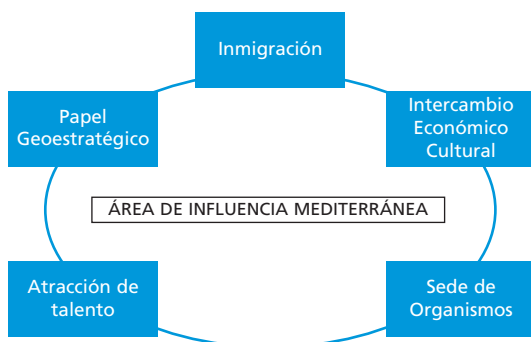 Inmigración
Papel
Geoestratégico
Intercambio
Económico
Cultural
ÁREA DE INFLUENCIA MEDITERRÁNEA
Atracción de
talento
Sede de
Organismos